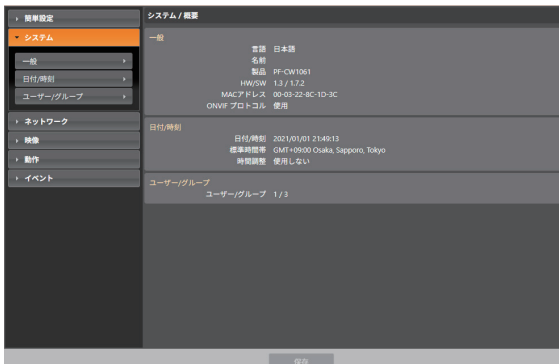 簡単設定
システム
一般
日付/時刻
ユーザー/グループ
ネットワーク
映像
動作
イベント
システム / 概要
一般
言語 日本語
名前
製品 PF-CW1061
HW/SW 1.3 / 1.7.2
MACアドレス 00-03-22-8C-1D-3C
ONVIF プロトコル 使用
日付/時刻
日付/時刻 2021/01/01 21:49:13
標準時間帯 GMT+09:00 Osaka, Sapporo, Tokyo
時間調整 使用しない
ユーザー/グループ
ユーザー/グループ 1 / 3
保存